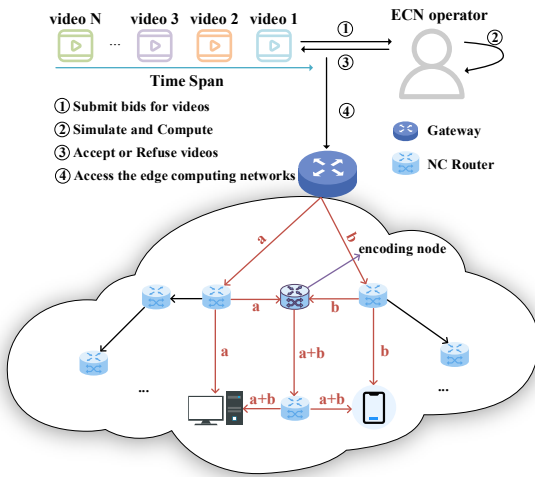 video N ... video 3 video 2 video 1
ECN operator
①
②
③
Time Span
① Submit bids for videos
② Simulate and Compute
③ Accept or Refuse videos
④ Access the edge computing networks
④
Gateway
NC Router
a
b
encoding node
a
b
a
a+b
b
...
...
a+b
a+b